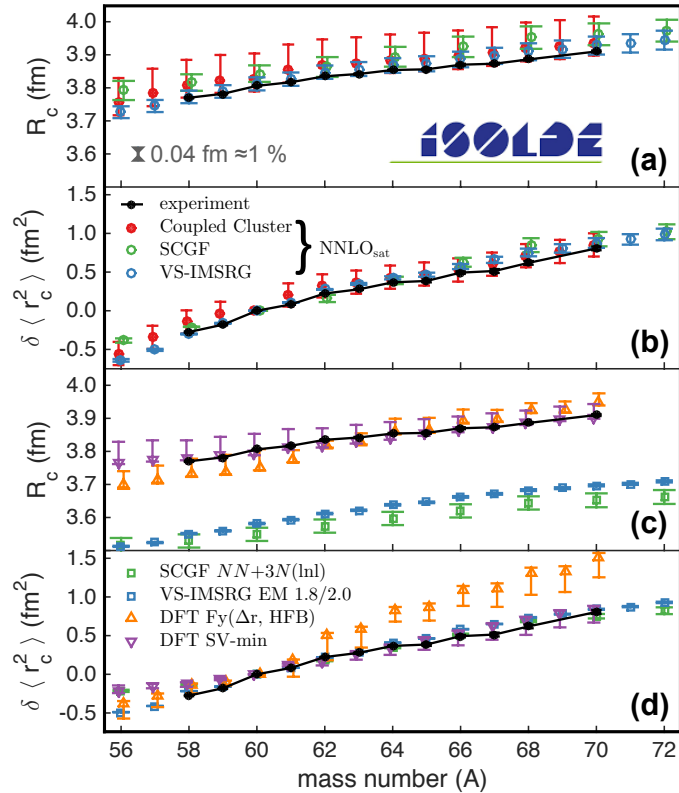 4.0
3.9
3.8
3.7
3.6
R_c (fm)
0.04 fm ≈1 %
ISOLDE
(a)
1.5
1.0
0.5
0.0
-0.5
δ ⟨ r_c^2 ⟩ (fm^2)
experiment
Coupled Cluster
SCGF
VS-IMSRG
NNLO_sat
(b)
4.0
3.9
3.8
3.7
3.6
R_c (fm)
(c)
1.5
1.0
0.5
0.0
-0.5
δ ⟨ r_c^2 ⟩ (fm^2)
SCGF NN+3N(lnl)
VS-IMSRG EM 1.8/2.0
DFT Fy(Δr, HFB)
DFT SV-min
(d)
56 58 60 62 64 66 68 70 72
mass number (A)